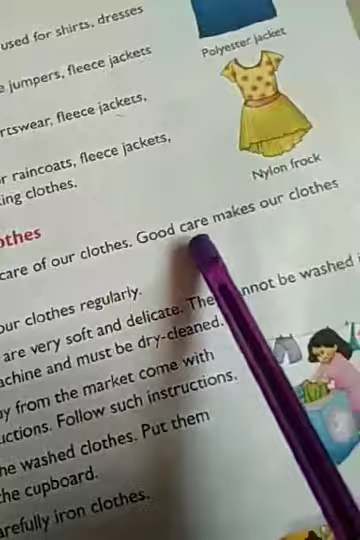 used for shirts, dresses
Polyester jacket
jumpers, fleece jackets
rtswear, fleece jackets,
raincoats, fleece jackets,
ing clothes.
Nylon frock
othes
care of our clothes. Good care makes our clothes
our clothes regularly.
are very soft and delicate. The nnot be washed i
achine and must be dry-cleaned.
y from the market come with
uctions. Follow such instructions.
he washed clothes. Put them
the cupboard.
arefully iron clothes.